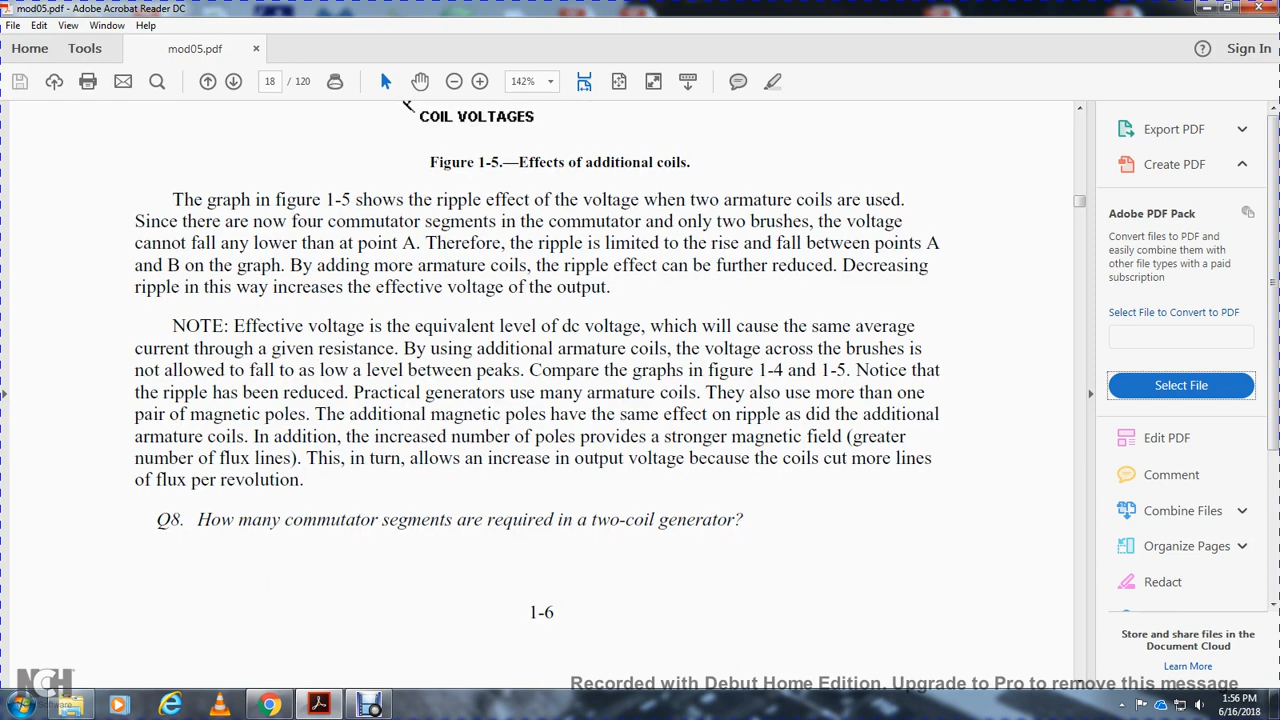 mod05.pdf - Adobe Acrobat Reader DC
File Edit View Window Help
Home Tools mod05.pdf × Sign In
18 / 120 142%
COIL VOLTAGES
Figure 1-5.—Effects of additional coils.
The graph in figure 1-5 shows the ripple effect of the voltage when two armature coils are used.
Since there are now four commutator segments in the commutator and only two brushes, the voltage
cannot fall any lower than at point A. Therefore, the ripple is limited to the rise and fall between points A
and B on the graph. By adding more armature coils, the ripple effect can be further reduced. Decreasing
ripple in this way increases the effective voltage of the output.
NOTE: Effective voltage is the equivalent level of dc voltage, which will cause the same average
current through a given resistance. By using additional armature coils, the voltage across the brushes is
not allowed to fall to as low a level between peaks. Compare the graphs in figure 1-4 and 1-5. Notice that
the ripple has been reduced. Practical generators use many armature coils. They also use more than one
pair of magnetic poles. The additional magnetic poles have the same effect on ripple as did the additional
armature coils. In addition, the increased number of poles provides a stronger magnetic field (greater
number of flux lines). This, in turn, allows an increase in output voltage because the coils cut more lines
of flux per revolution.
Q8. How many commutator segments are required in a two-coil generator?
1-6
Export PDF
Create PDF
Adobe PDF Pack
Convert files to PDF and
easily combine them with
other file types with a paid
subscription
Select File to Convert to PDF
Select File
Edit PDF
Comment
Combine Files
Organize Pages
Redact
Store and share files in the
Document Cloud
Learn More
NCH
Software
Recorded with Debut Home Edition. Upgrade to Pro to remove this message
1:56 PM
6/16/2018